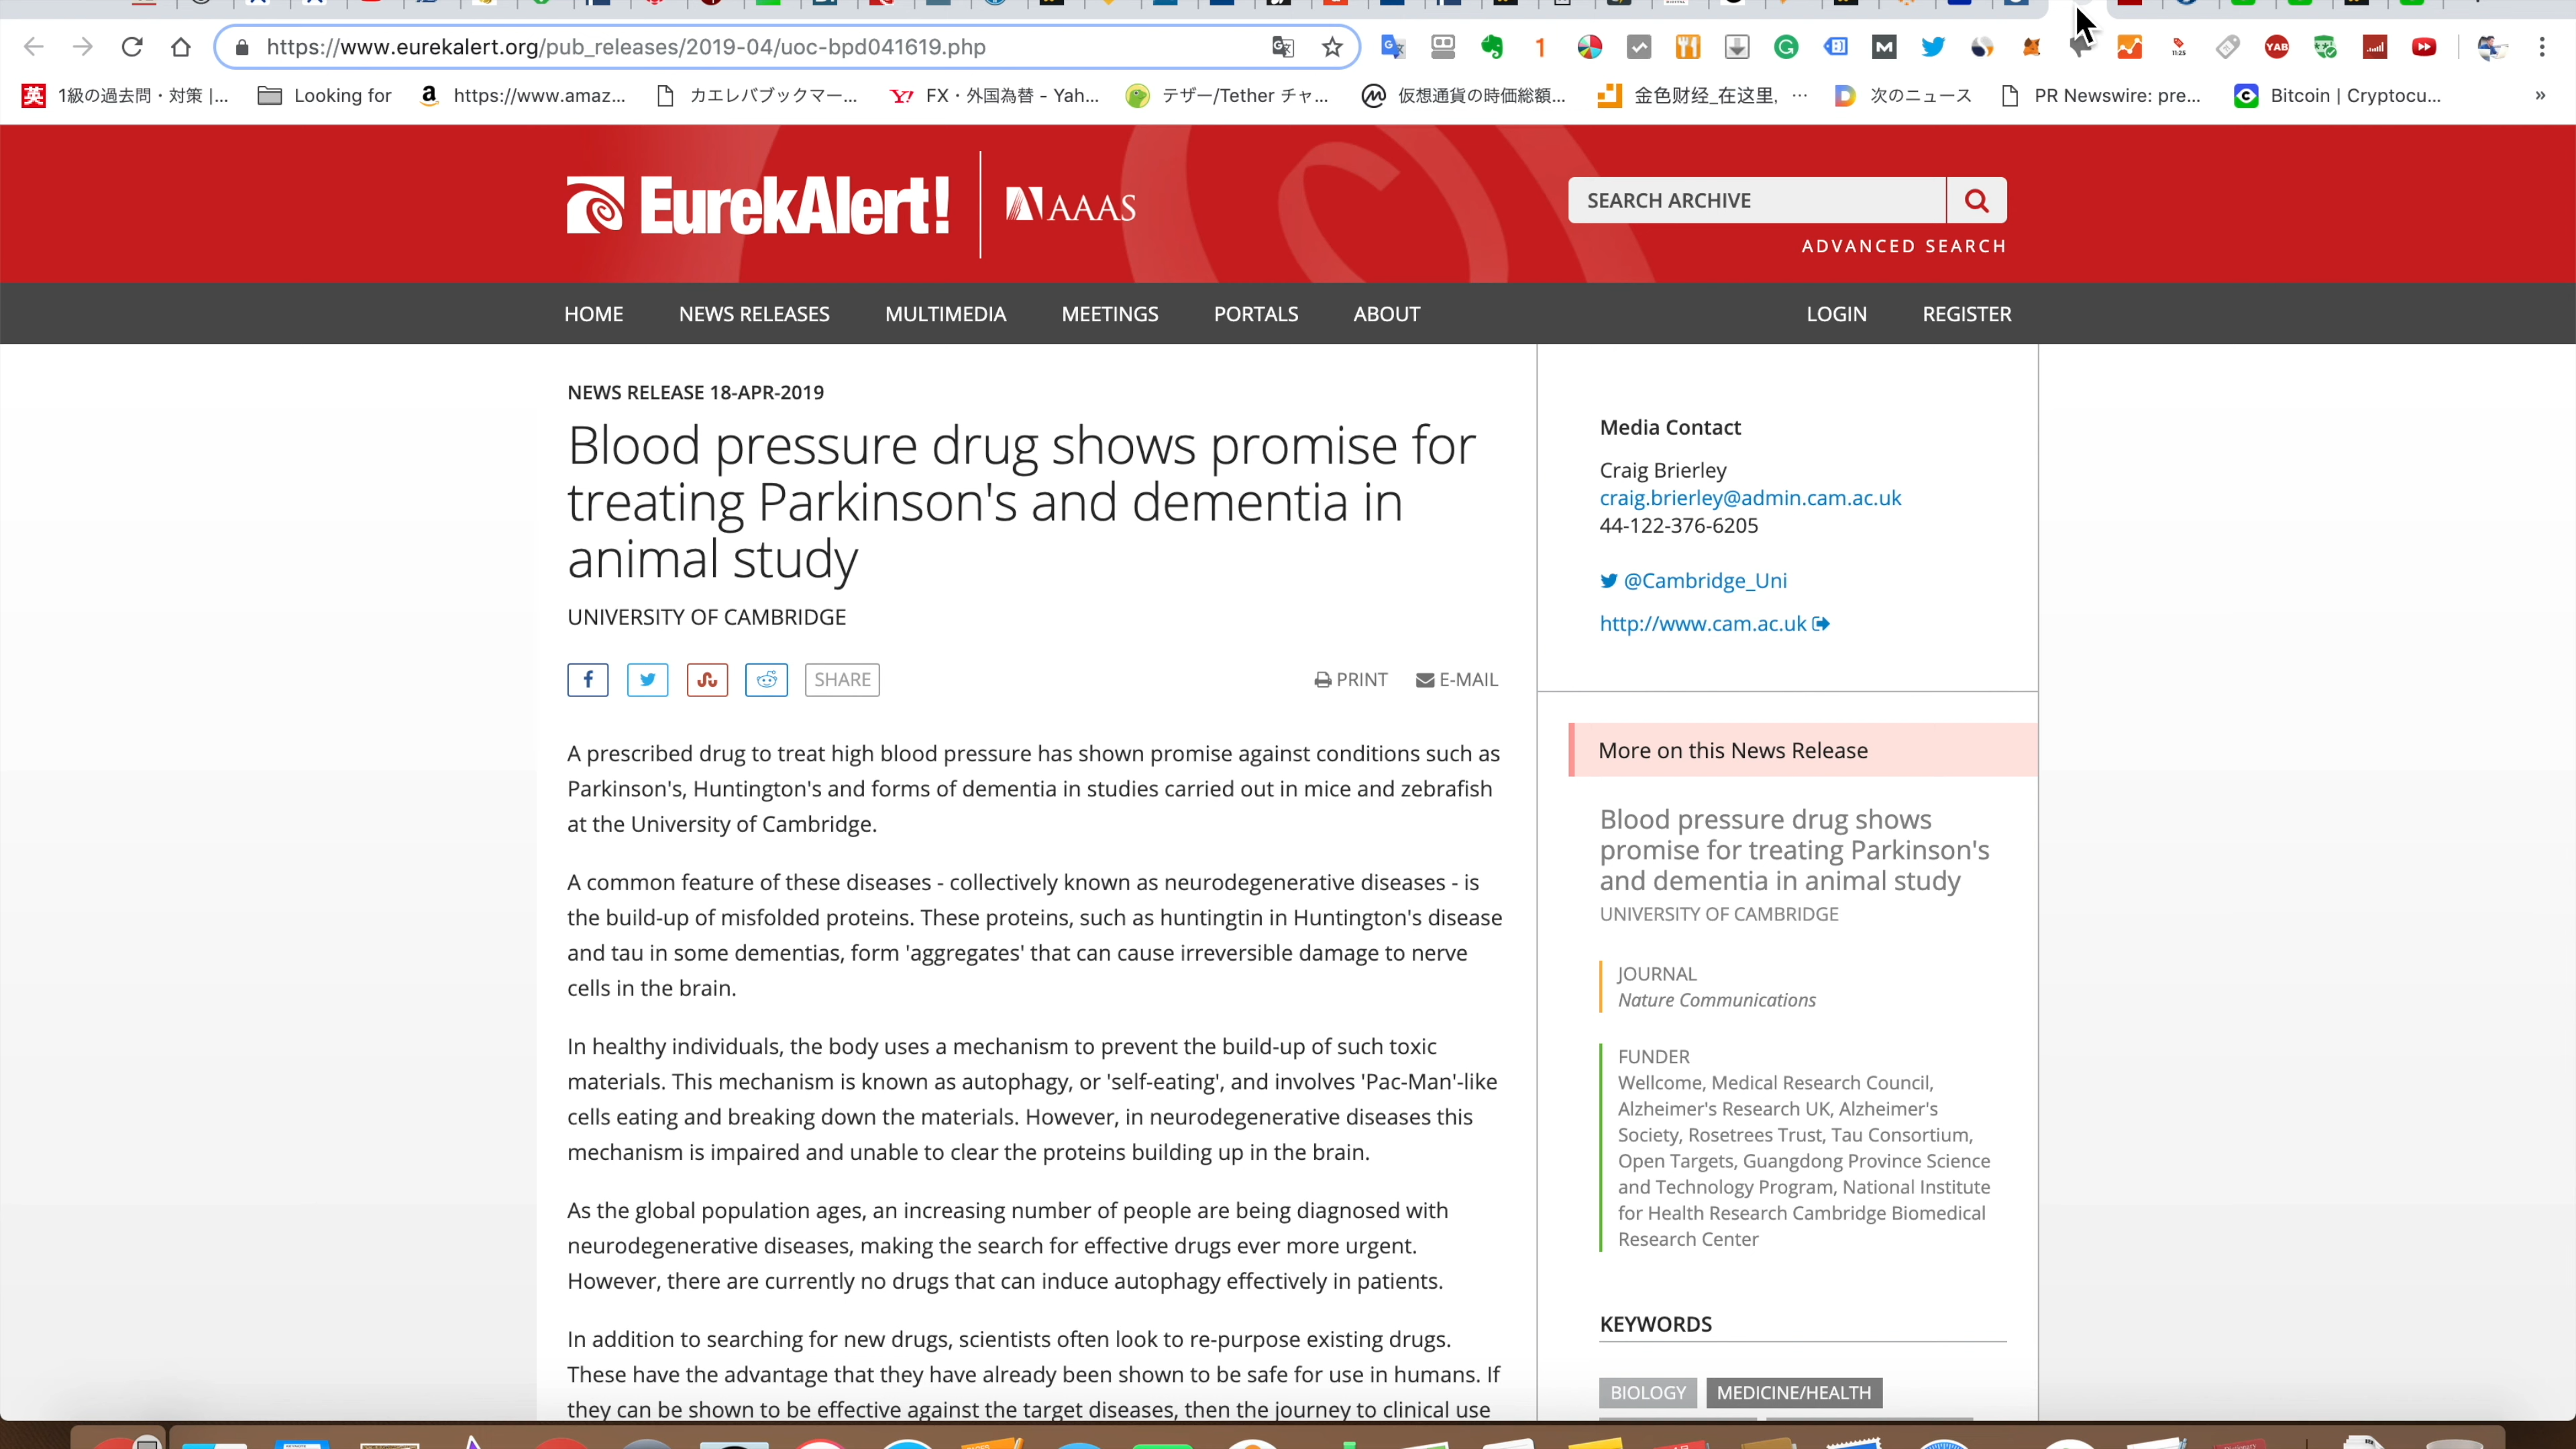 https://www.eurekalert.org/pub_releases/2019-04/uoc-bpd041619.php
1級の過去問・対策 |...
Looking for
https://www.amaz...
カエレバブックマー...
FX・外国為替 - Yah...
テザー/Tether チャ...
仮想通貨の時価総額...
金色财经_在这里, ...
次のニュース
PR Newswire: pre...
Bitcoin | Cryptocu...
»
EurekAlert!
AAAS
SEARCH ARCHIVE
ADVANCED SEARCH
HOME NEWS RELEASES MULTIMEDIA MEETINGS PORTALS ABOUT LOGIN REGISTER
NEWS RELEASE 18-APR-2019
Blood pressure drug shows promise for
treating Parkinson's and dementia in
animal study
UNIVERSITY OF CAMBRIDGE
SHARE
PRINT
E-MAIL
A prescribed drug to treat high blood pressure has shown promise against conditions such as
Parkinson's, Huntington's and forms of dementia in studies carried out in mice and zebrafish
at the University of Cambridge.
A common feature of these diseases - collectively known as neurodegenerative diseases - is
the build-up of misfolded proteins. These proteins, such as huntingtin in Huntington's disease
and tau in some dementias, form 'aggregates' that can cause irreversible damage to nerve
cells in the brain.
In healthy individuals, the body uses a mechanism to prevent the build-up of such toxic
materials. This mechanism is known as autophagy, or 'self-eating', and involves 'Pac-Man'-like
cells eating and breaking down the materials. However, in neurodegenerative diseases this
mechanism is impaired and unable to clear the proteins building up in the brain.
As the global population ages, an increasing number of people are being diagnosed with
neurodegenerative diseases, making the search for effective drugs ever more urgent.
However, there are currently no drugs that can induce autophagy effectively in patients.
In addition to searching for new drugs, scientists often look to re-purpose existing drugs.
These have the advantage that they have already been shown to be safe for use in humans. If
they can be shown to be effective against the target diseases, then the journey to clinical use
Media Contact
Craig Brierley
craig.brierley@admin.cam.ac.uk
44-122-376-6205
@Cambridge_Uni
http://www.cam.ac.uk
More on this News Release
Blood pressure drug shows
promise for treating Parkinson's
and dementia in animal study
UNIVERSITY OF CAMBRIDGE
JOURNAL
Nature Communications
FUNDER
Wellcome, Medical Research Council,
Alzheimer's Research UK, Alzheimer's
Society, Rosetrees Trust, Tau Consortium,
Open Targets, Guangdong Province Science
and Technology Program, National Institute
for Health Research Cambridge Biomedical
Research Center
KEYWORDS
BIOLOGY
MEDICINE/HEALTH